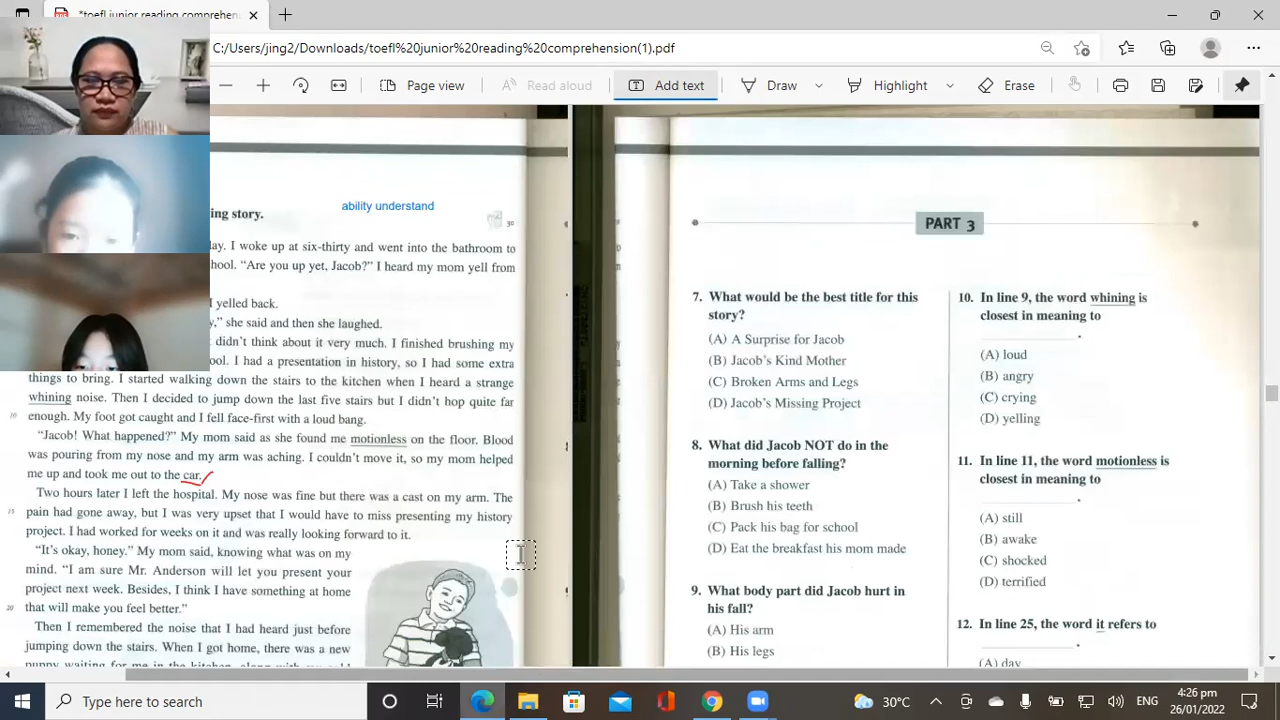 C:/Users/jing2/Downloads/toefl%20junior%20reading%20comprehension(1).pdf
Page view
Read aloud
Add text
Draw
Highlight
Erase
ability understand
ing story.
30
lay. I woke up at six-thirty and went into the bathroom to
hool. “Are you up yet, Jacob?” I heard my mom yell from
I yelled back.
y,” she said and then she laughed.
didn’t think about it very much. I finished brushing my
ool. I had a presentation in history, so I had some extra
things to bring. I started walking down the stairs to the kitchen when I heard a strange
whining noise. Then I decided to jump down the last five stairs but I didn’t hop quite far
10 enough. My foot got caught and I fell face-first with a loud bang.
“Jacob! What happened?” My mom said as she found me motionless on the floor. Blood
was pouring from my nose and my arm was aching. I couldn’t move it, so my mom helped
me up and took me out to the car.
Two hours later I left the hospital. My nose was fine but there was a cast on my arm. The
15 pain had gone away, but I was very upset that I would have to miss presenting my history
project. I had worked for weeks on it and was really looking forward to it.
“It’s okay, honey.” My mom said, knowing what was on my
mind. “I am sure Mr. Anderson will let you present your
project next week. Besides, I think I have something at home
20 that will make you feel better.”
Then I remembered the noise that I had heard just before
jumping down the stairs. When I got home, there was a new
puppy waiting for me in the kitchen, along with my
PART 3
7. What would be the best title for this
story?
(A) A Surprise for Jacob
(B) Jacob’s Kind Mother
(C) Broken Arms and Legs
(D) Jacob’s Missing Project
8. What did Jacob NOT do in the
morning before falling?
(A) Take a shower
(B) Brush his teeth
(C) Pack his bag for school
(D) Eat the breakfast his mom made
9. What body part did Jacob hurt in
his fall?
(A) His arm
(B) His legs
10. In line 9, the word whining is
closest in meaning to
.
(A) loud
(B) angry
(C) crying
(D) yelling
11. In line 11, the word motionless is
closest in meaning to
.
(A) still
(B) awake
(C) shocked
(D) terrified
12. In line 25, the word it refers to
.
(A) day
Type here to search
30°C
ENG
4:26 pm
26/01/2022